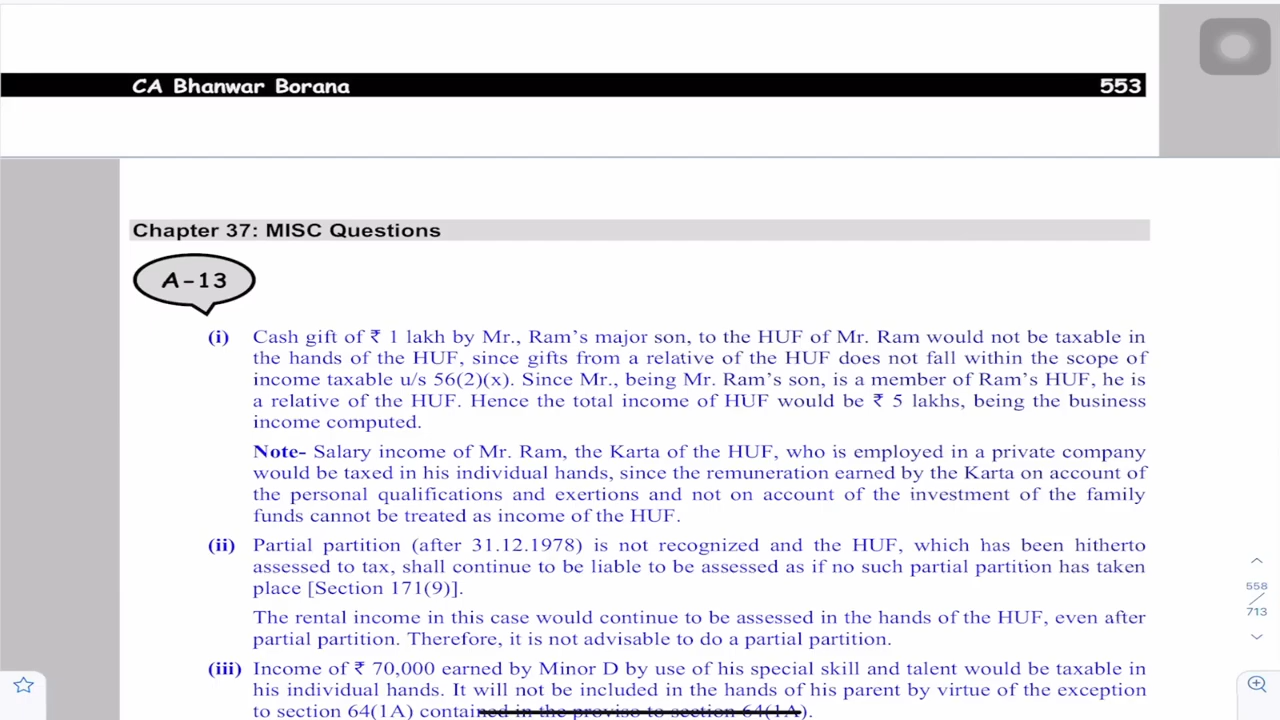 CA Bhanwar Borana 553
Chapter 37: MISC Questions
A-13
(i) Cash gift of ₹ 1 lakh by Mr., Ram's major son, to the HUF of Mr. Ram would not be taxable in
the hands of the HUF, since gifts from a relative of the HUF does not fall within the scope of
income taxable u/s 56(2)(x). Since Mr., being Mr. Ram's son, is a member of Ram's HUF, he is
a relative of the HUF. Hence the total income of HUF would be ₹ 5 lakhs, being the business
income computed.
Note- Salary income of Mr. Ram, the Karta of the HUF, who is employed in a private company
would be taxed in his individual hands, since the remuneration earned by the Karta on account of
the personal qualifications and exertions and not on account of the investment of the family
funds cannot be treated as income of the HUF.
(ii) Partial partition (after 31.12.1978) is not recognized and the HUF, which has been hitherto
assessed to tax, shall continue to be liable to be assessed as if no such partial partition has taken
place [Section 171(9)].
The rental income in this case would continue to be assessed in the hands of the HUF, even after
partial partition. Therefore, it is not advisable to do a partial partition.
(iii) Income of ₹ 70,000 earned by Minor D by use of his special skill and talent would be taxable in
his individual hands. It will not be included in the hands of his parent by virtue of the exception
to section 64(1A) contained in the proviso to section 64(1A).
558
713